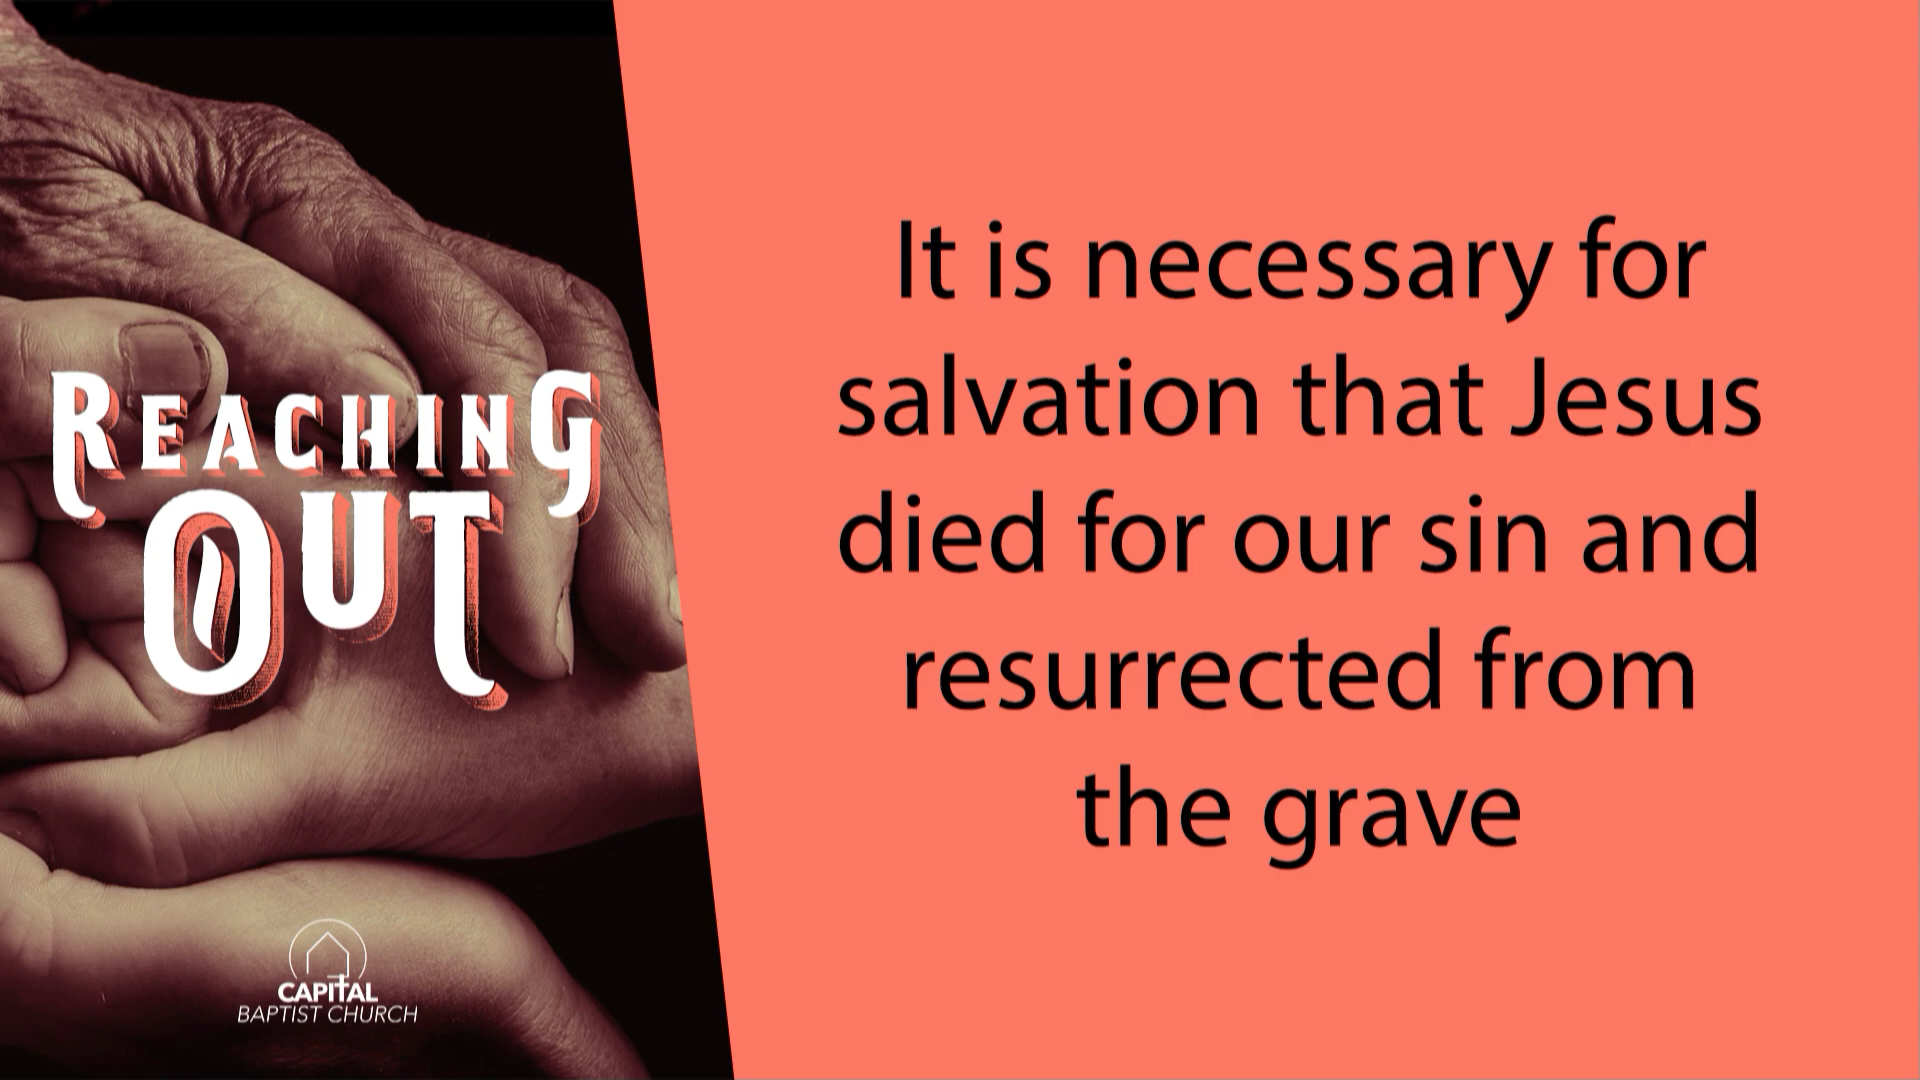 REACHING
OUT
CAPITAL
BAPTIST CHURCH
It is necessary for
salvation that Jesus
died for our sin and
resurrected from
the grave